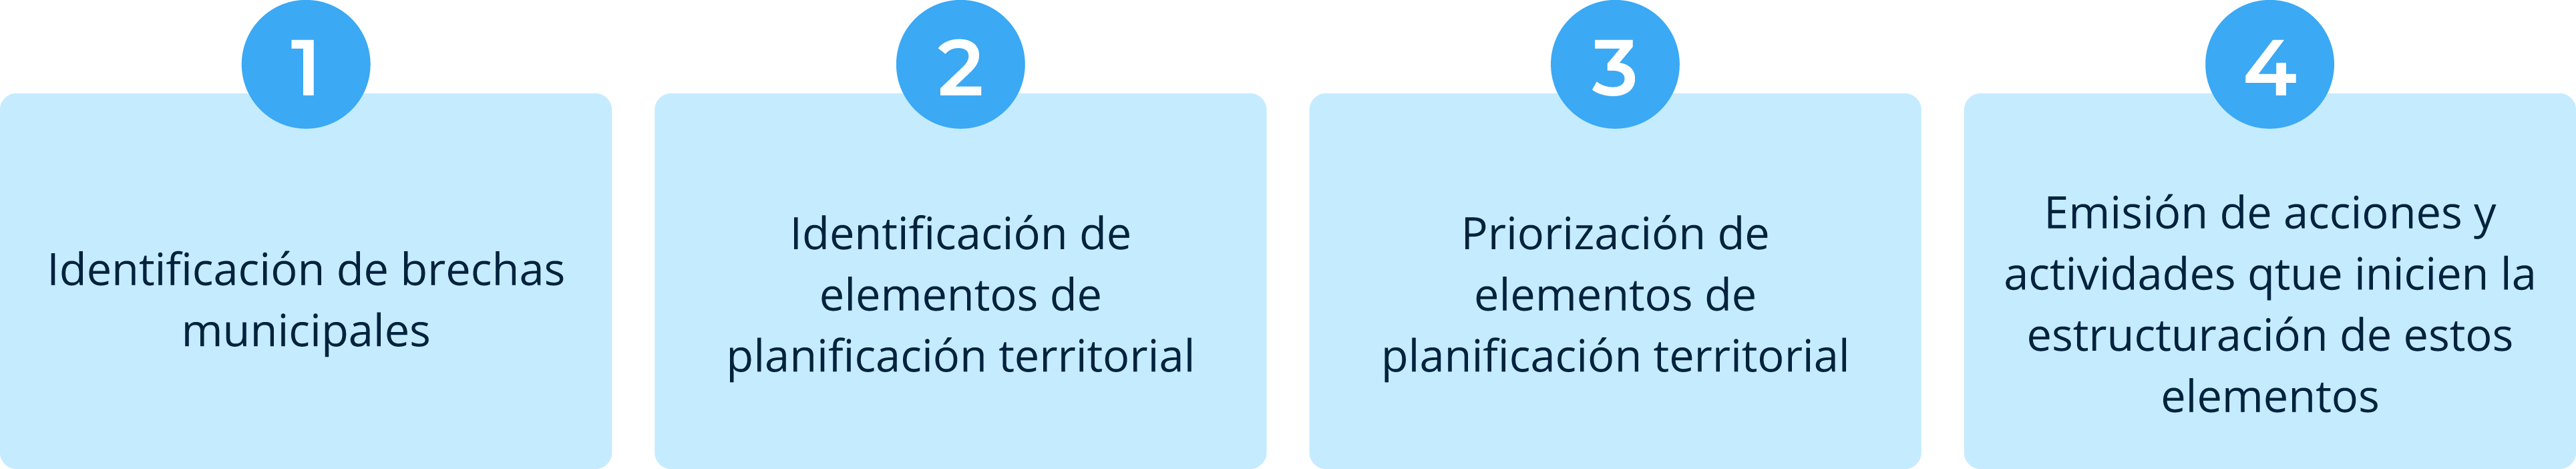 1
Identificación de brechas
municipales
2
Identificación de
elementos de
planificación territorial
3
Priorización de
elementos de
planificación territorial
4
Emisión de acciones y
actividades qtue inicien la
estructuración de estos
elementos